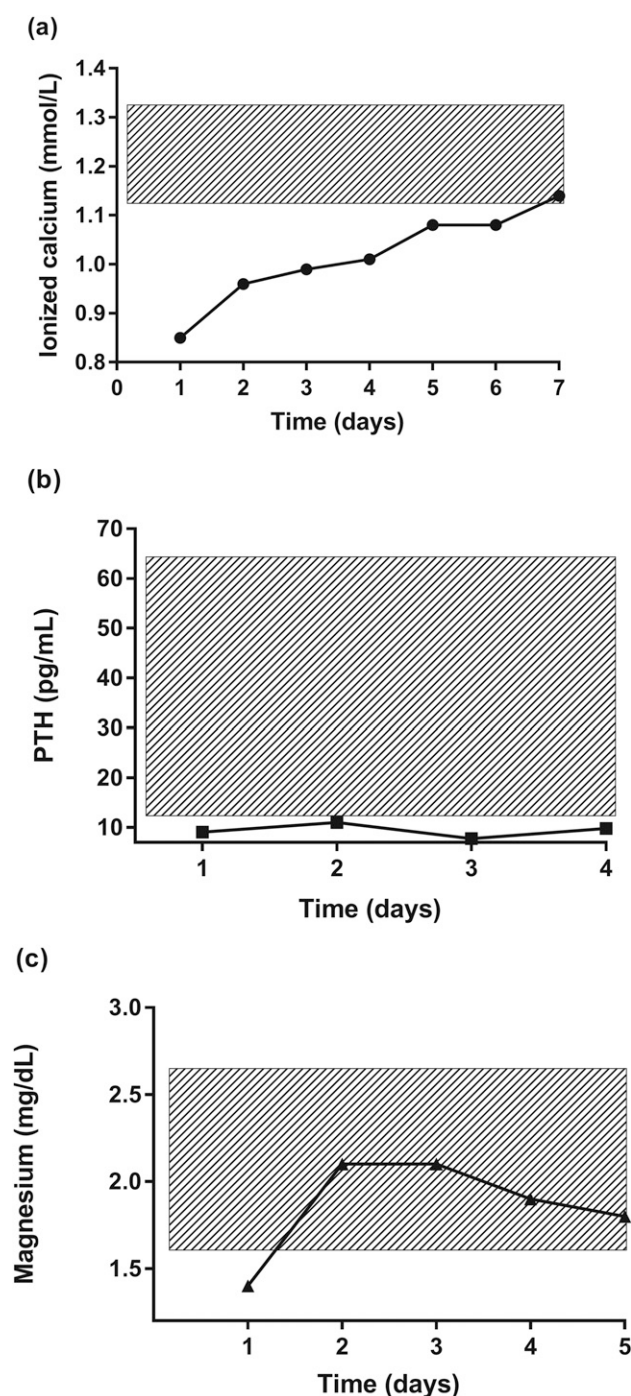 (a)
Ionized calcium (mmol/L)
1.4
1.3
1.2
1.1
1.0
0.9
0.8
0 1 2 3 4 5 6 7
Time (days)
(b)
PTH (pg/mL)
70
60
50
40
30
20
10
1 2 3 4
Time (days)
(c)
Magnesium (mg/dL)
3.0
2.5
2.0
1.5
1 2 3 4 5
Time (days)